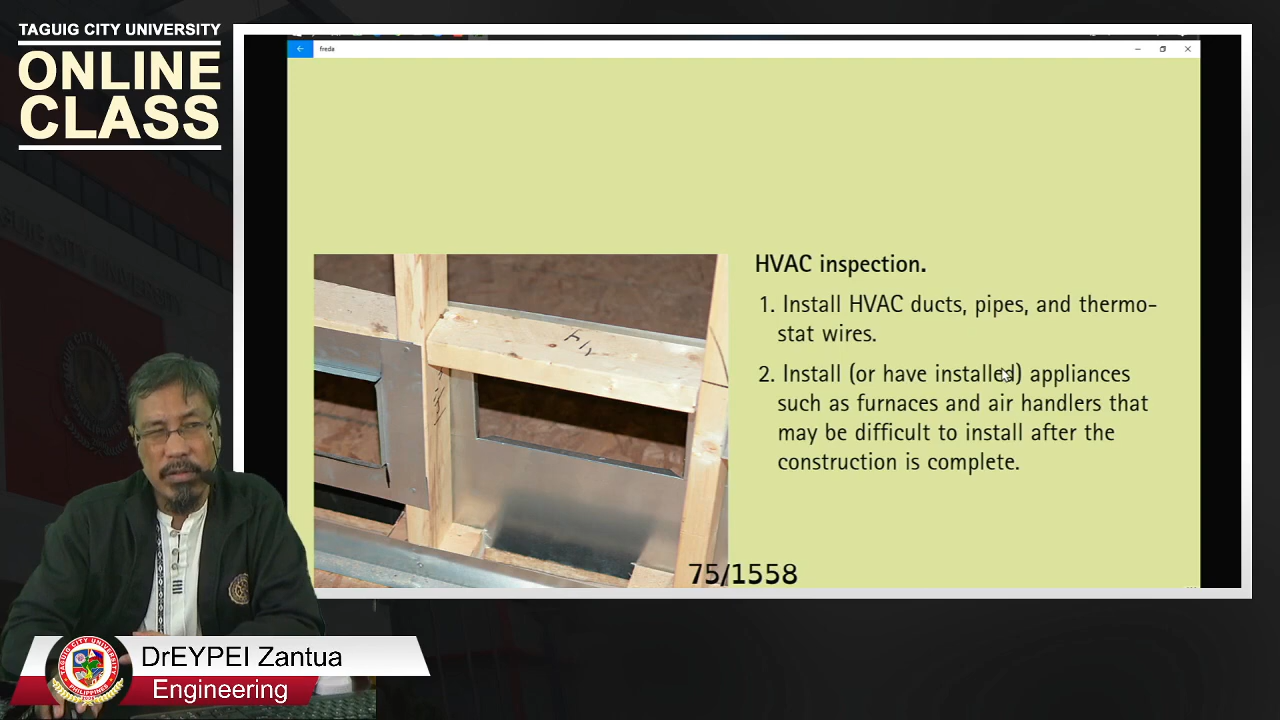 TAGUIG CITY UNIVERSITY
ONLINE
CLASS
freda
HVAC inspection.
1. Install HVAC ducts, pipes, and thermo-
stat wires.
2. Install (or have installed) appliances
such as furnaces and air handlers that
may be difficult to install after the
construction is complete.
75/1558
DrEYPEI Zantua
Engineering